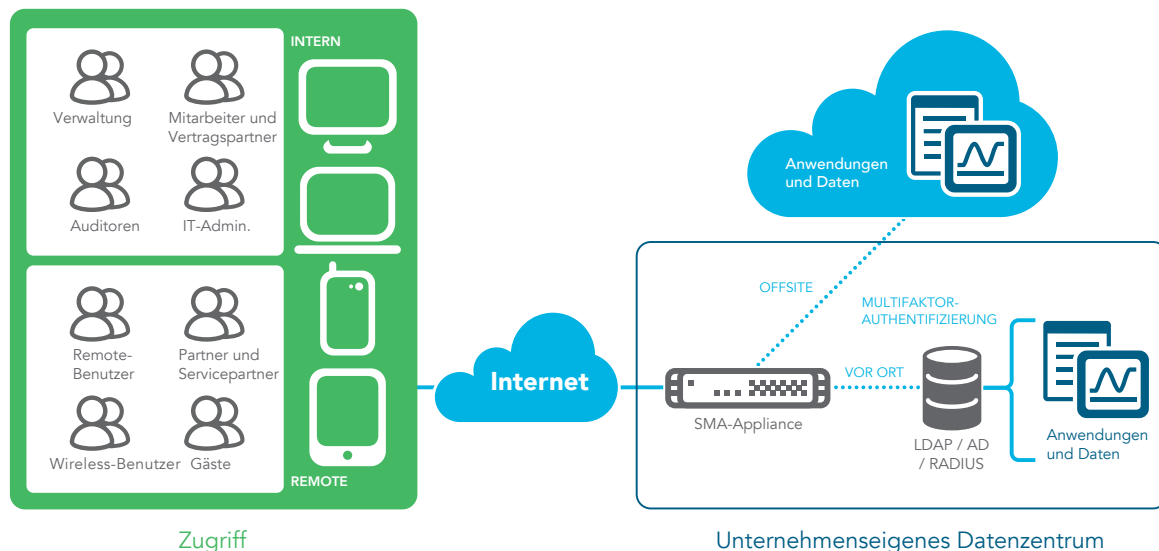 INTERN
Verwaltung
Mitarbeiter und
Vertragspartner
Auditoren
IT-Admin.
Remote-
Benutzer
Partner und
Servicepartner
Wireless-Benutzer
Gäste
REMOTE
Zugriff
Internet
Anwendungen
und Daten
OFFSITE
MULTIFAKTOR-
AUTHENTIFIZIERUNG
VOR ORT
SMA-Appliance
LDAP / AD
/ RADIUS
Anwendungen
und Daten
Unternehmenseigenes Datenzentrum